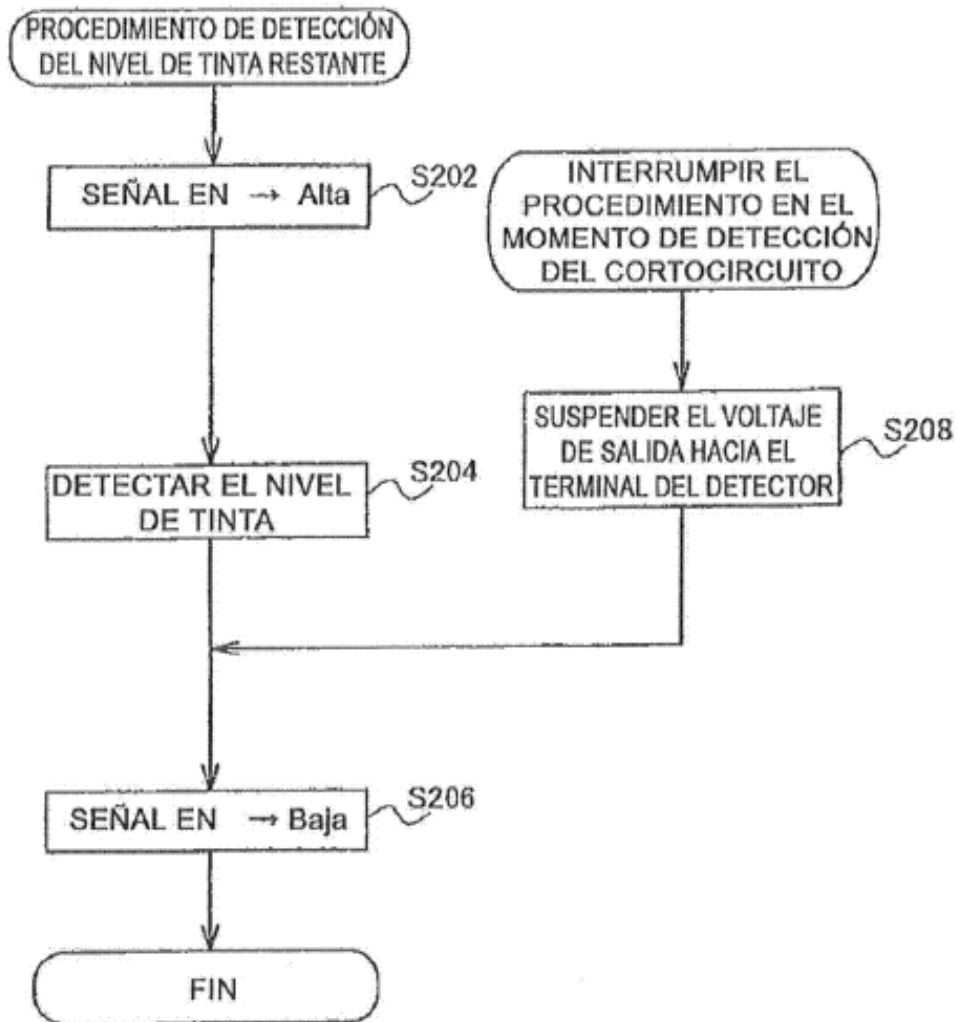 PROCEDIMIENTO DE DETECCIÓN
DEL NIVEL DE TINTA RESTANTE
SEÑAL EN → Alta
S202
INTERRUMPIR EL
PROCEDIMIENTO EN EL
MOMENTO DE DETECCIÓN
DEL CORTOCIRCUITO
DETECTAR EL NIVEL
DE TINTA
S204
SUSPENDER EL VOLTAJE
DE SALIDA HACIA EL
TERMINAL DEL DETECTOR
S208
SEÑAL EN → Baja
S206
FIN